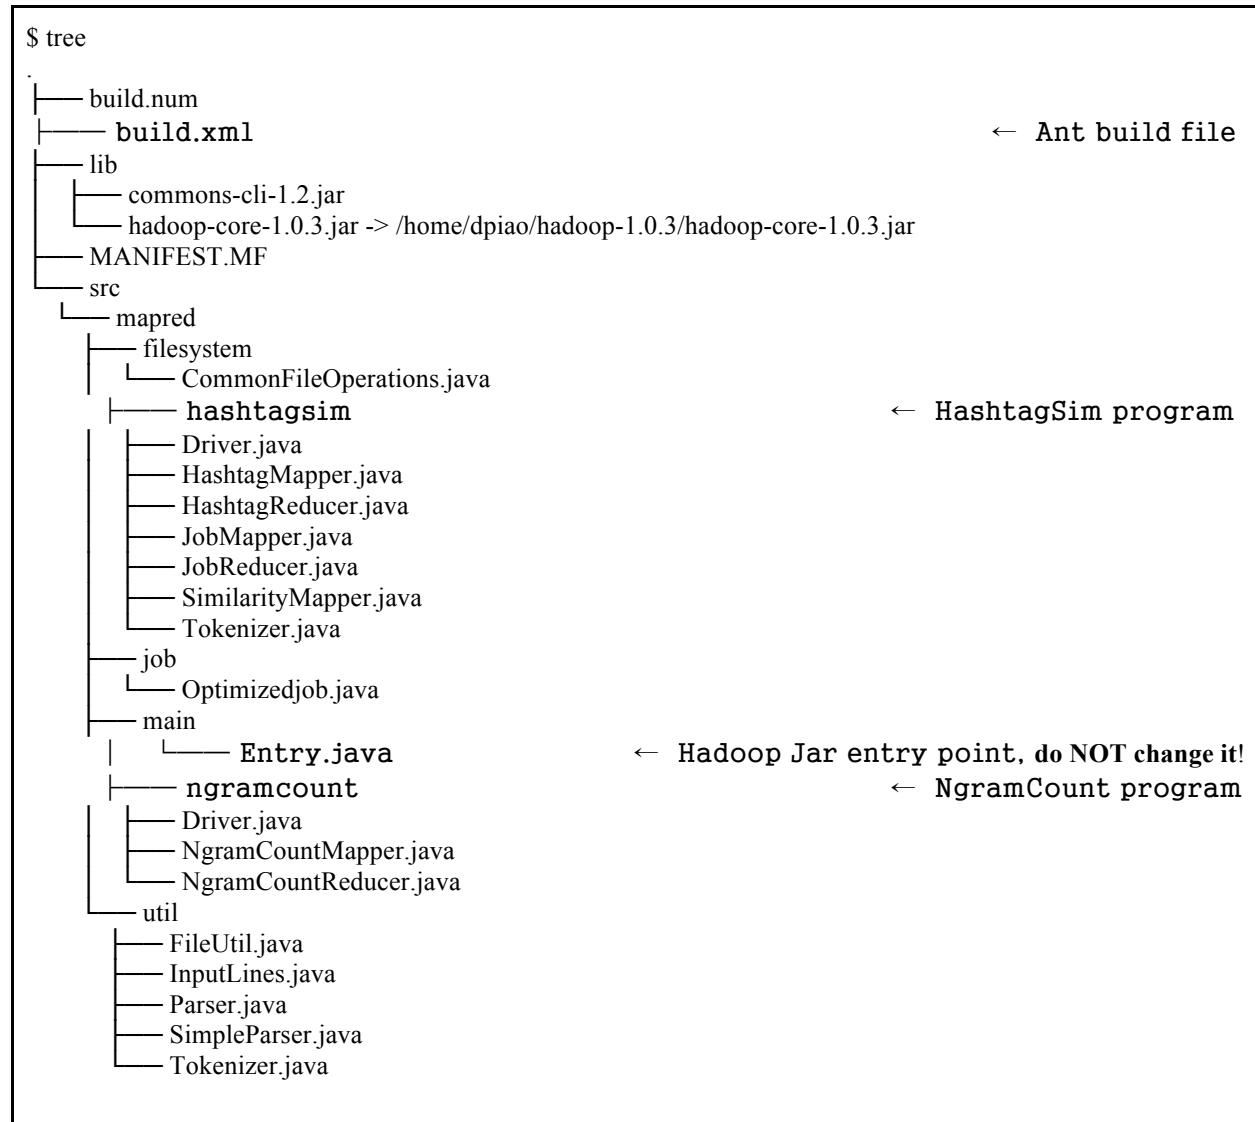 $ tree
.
├── build.num
├── build.xml ← Ant build file
├── lib
│   ├── commons-cli-1.2.jar
│   └── hadoop-core-1.0.3.jar -> /home/dpiao/hadoop-1.0.3/hadoop-core-1.0.3.jar
├── MANIFEST.MF
└── src
    └── mapred
        ├── filesystem
        │   └── CommonFileOperations.java
        ├── hashtagsim ← HashtagSim program
        │   ├── Driver.java
        │   ├── HashtagMapper.java
        │   ├── HashtagReducer.java
        │   ├── JobMapper.java
        │   ├── JobReducer.java
        │   ├── SimilarityMapper.java
        │   └── Tokenizer.java
        ├── job
        │   └── Optimizedjob.java
        ├── main
        │   └── Entry.java ← Hadoop Jar entry point, do NOT change it!
        ├── ngramcount ← NgramCount program
        │   ├── Driver.java
        │   ├── NgramCountMapper.java
        │   └── NgramCountReducer.java
        └── util
            ├── FileUtil.java
            ├── InputLines.java
            ├── Parser.java
            ├── SimpleParser.java
            └── Tokenizer.java